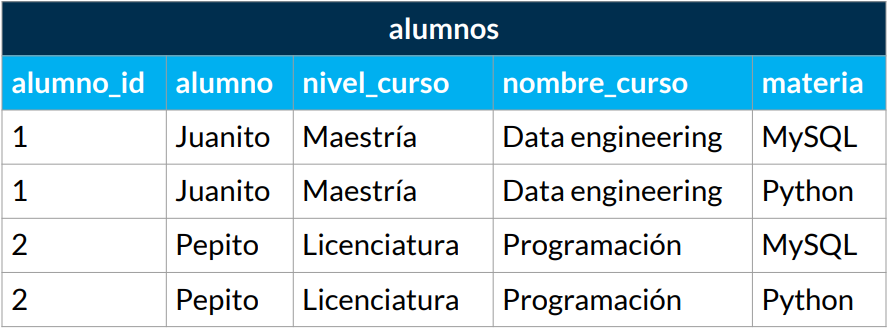 alumnos
alumno_id alumno nivel_curso nombre_curso materia
1 Juanito Maestría Data engineering MySQL
1 Juanito Maestría Data engineering Python
2 Pepito Licenciatura Programación MySQL
2 Pepito Licenciatura Programación Python